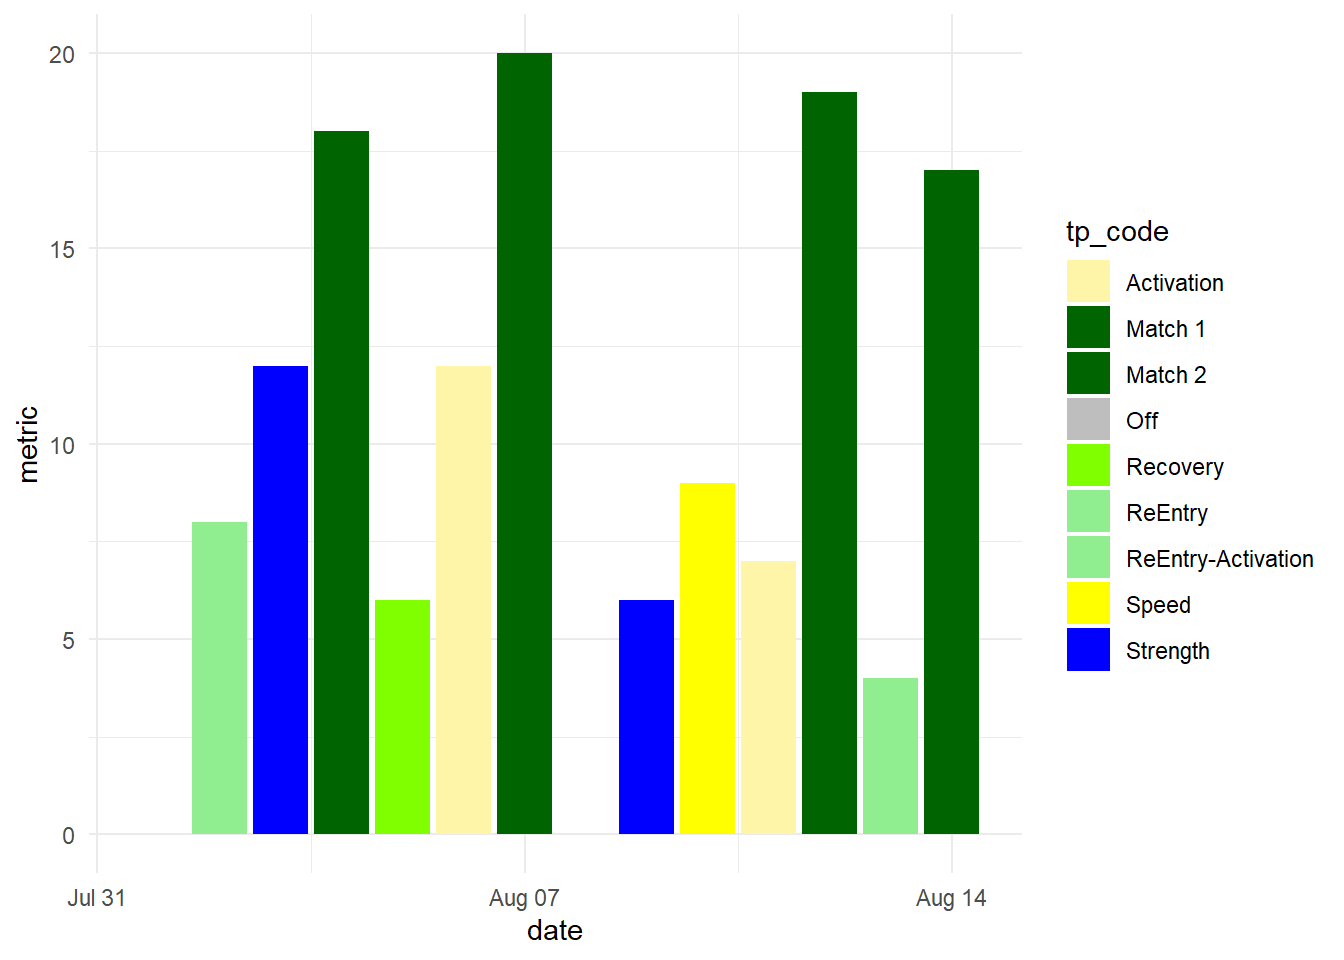 20
15
10
5
0
metric
Jul 31
Aug 07
Aug 14
date
tp_code
Activation
Match 1
Match 2
Off
Recovery
ReEntry
ReEntry-Activation
Speed
Strength